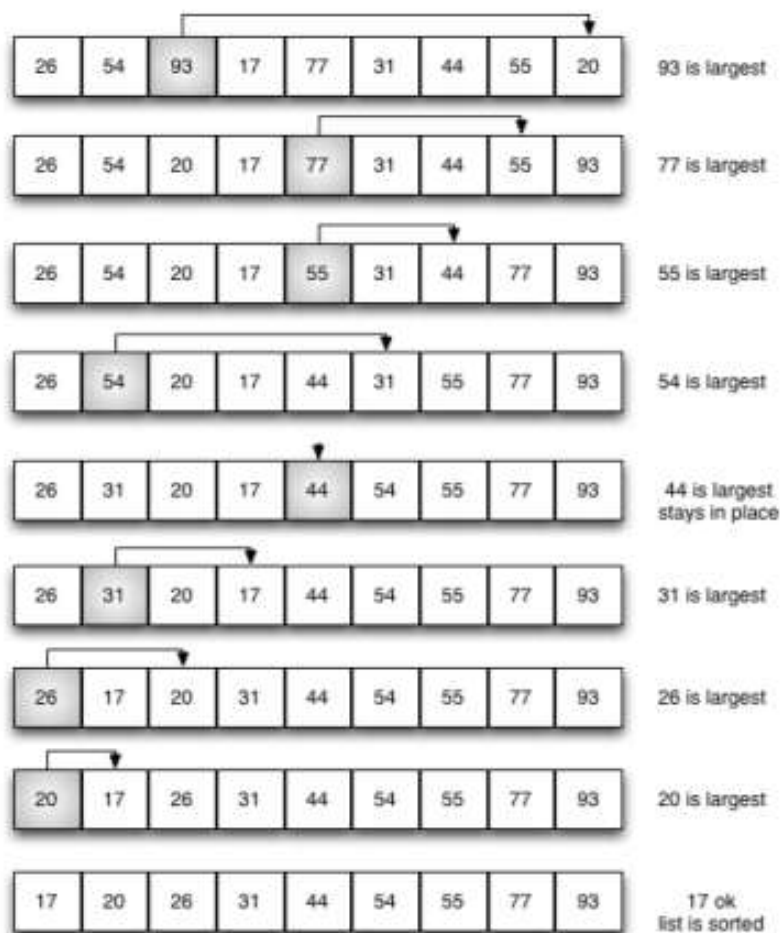 26 54 93 17 77 31 44 55 20 93 is largest
26 54 20 17 77 31 44 55 93 77 is largest
26 54 20 17 55 31 44 77 93 55 is largest
26 54 20 17 44 31 55 77 93 54 is largest
26 31 20 17 44 54 55 77 93 44 is largest
stays in place
26 31 20 17 44 54 55 77 93 31 is largest
26 17 20 31 44 54 55 77 93 26 is largest
20 17 26 31 44 54 55 77 93 20 is largest
17 20 26 31 44 54 55 77 93 17 ok
list is sorted